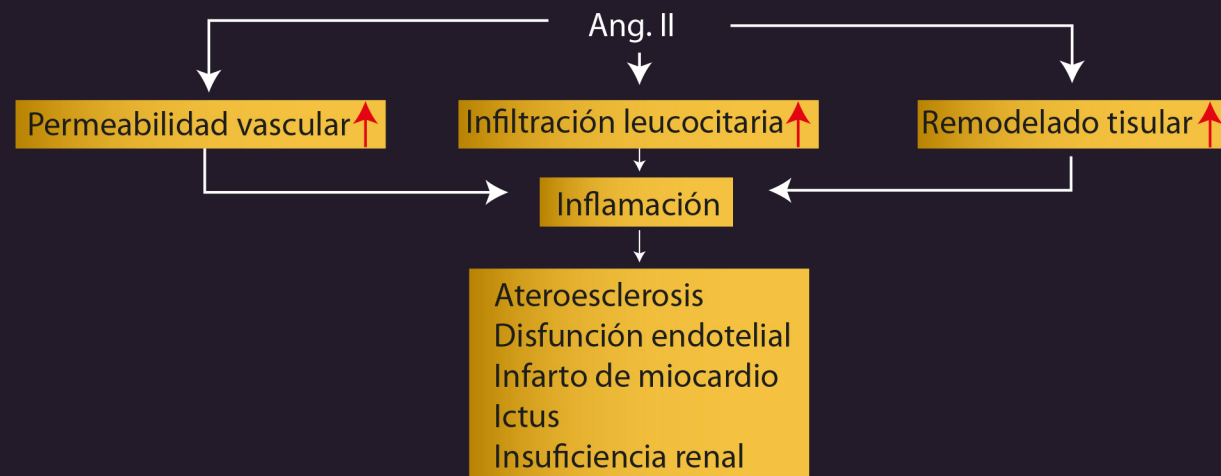 Ang. II
Permeabilidad vascular
Infiltración leucocitaria
Remodelado tisular
Inflamación
Ateroesclerosis
Disfunción endotelial
Infarto de miocardio
Ictus
Insuficiencia renal